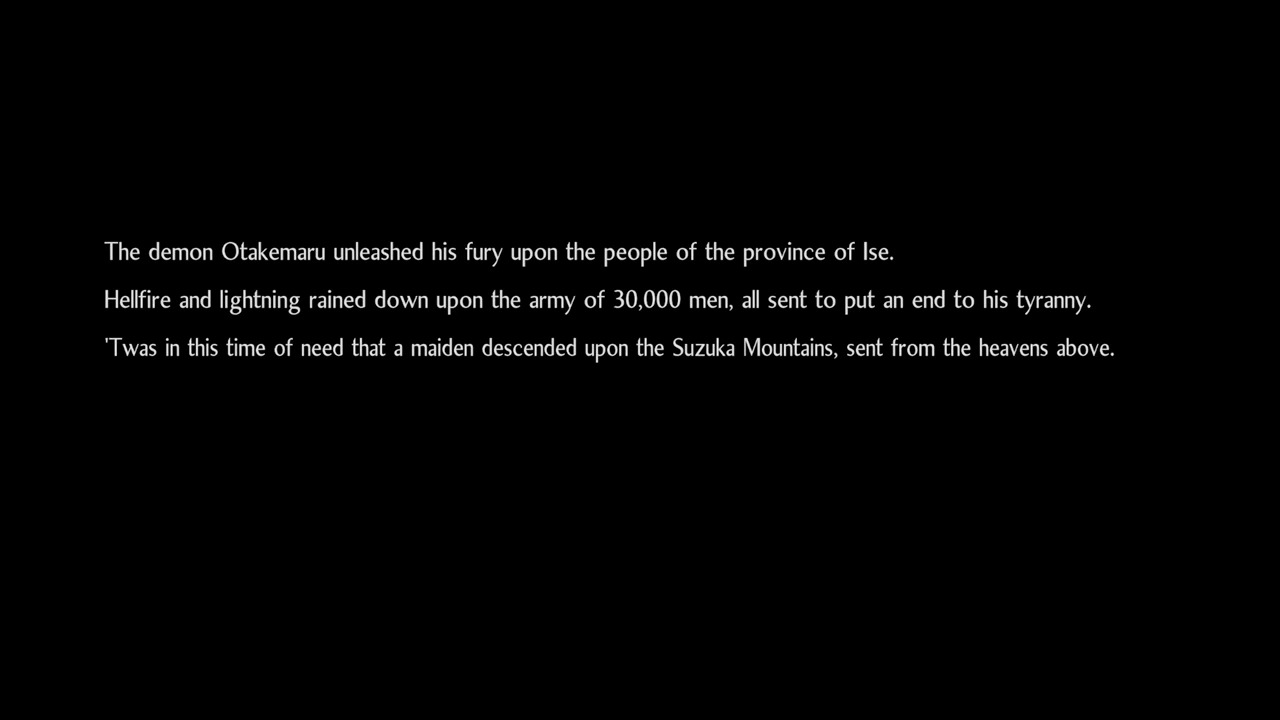 The demon Otakemaru unleashed his fury upon the people of the province of Ise.
Hellfire and lightning rained down upon the army of 30,000 men, all sent to put an end to his tyranny.
'Twas in this time of need that a maiden descended upon the Suzuka Mountains, sent from the heavens above.